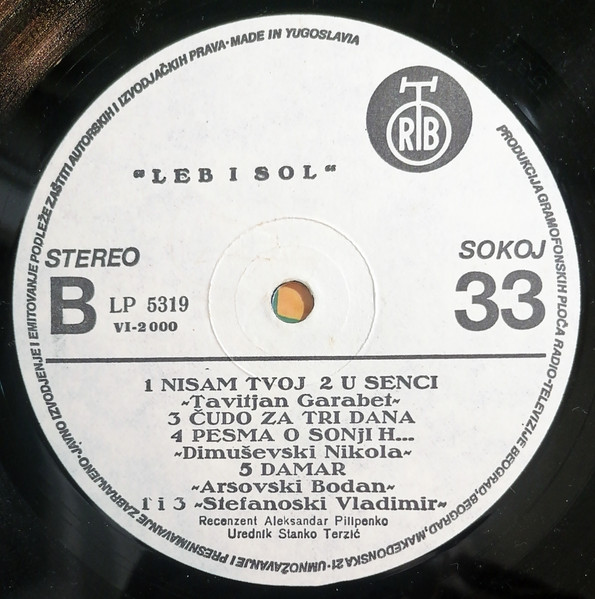 PRODUKCIJA GRAMOFONSKIH PLOČA RADIO-TELEVIZIJE BEOGRAD, BEOGRAD, MAKEDONSKA 21 · UMNOŽAVANJE I PRESNIMAVANJE ZABRANJENO · JAVNO IZVODJENJE I EMITOVANJE PODLEŽE ZAŠTITI AUTORSKIH I IZVODJAČKIH PRAVA · MADE IN YUGOSLAVIA
RTB
"LEB I SOL"
STEREO
SOKOJ
B
LP 5319
33
VI-2000
1 NISAM TVOJ 2 U SENCI
~Tavitjan Garabet~
3 ČUDO ZA TRI DANA
4 PESMA O SONJI H...
~Dimuševski Nikola~
5 DAMAR
~Arsovski Bodan~
1 i 3 ~Stefanoski Vladimir~
Recenzent Aleksandar Pilipenko
Urednik Stanko Terzić